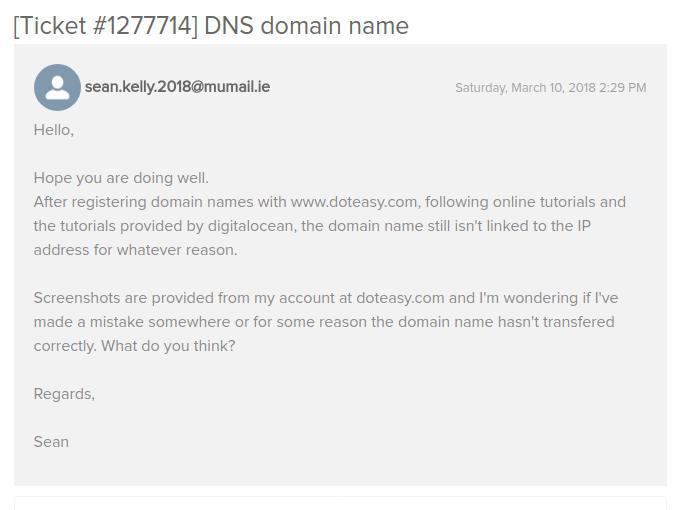 [Ticket #1277714] DNS domain name
sean.kelly.2018@mumail.ie
Saturday, March 10, 2018 2:29 PM
Hello,
Hope you are doing well.
After registering domain names with www.doteasy.com, following online tutorials and
the tutorials provided by digitalocean, the domain name still isn't linked to the IP
address for whatever reason.
Screenshots are provided from my account at doteasy.com and I'm wondering if I've
made a mistake somewhere or for some reason the domain name hasn't transfered
correctly. What do you think?
Regards,
Sean